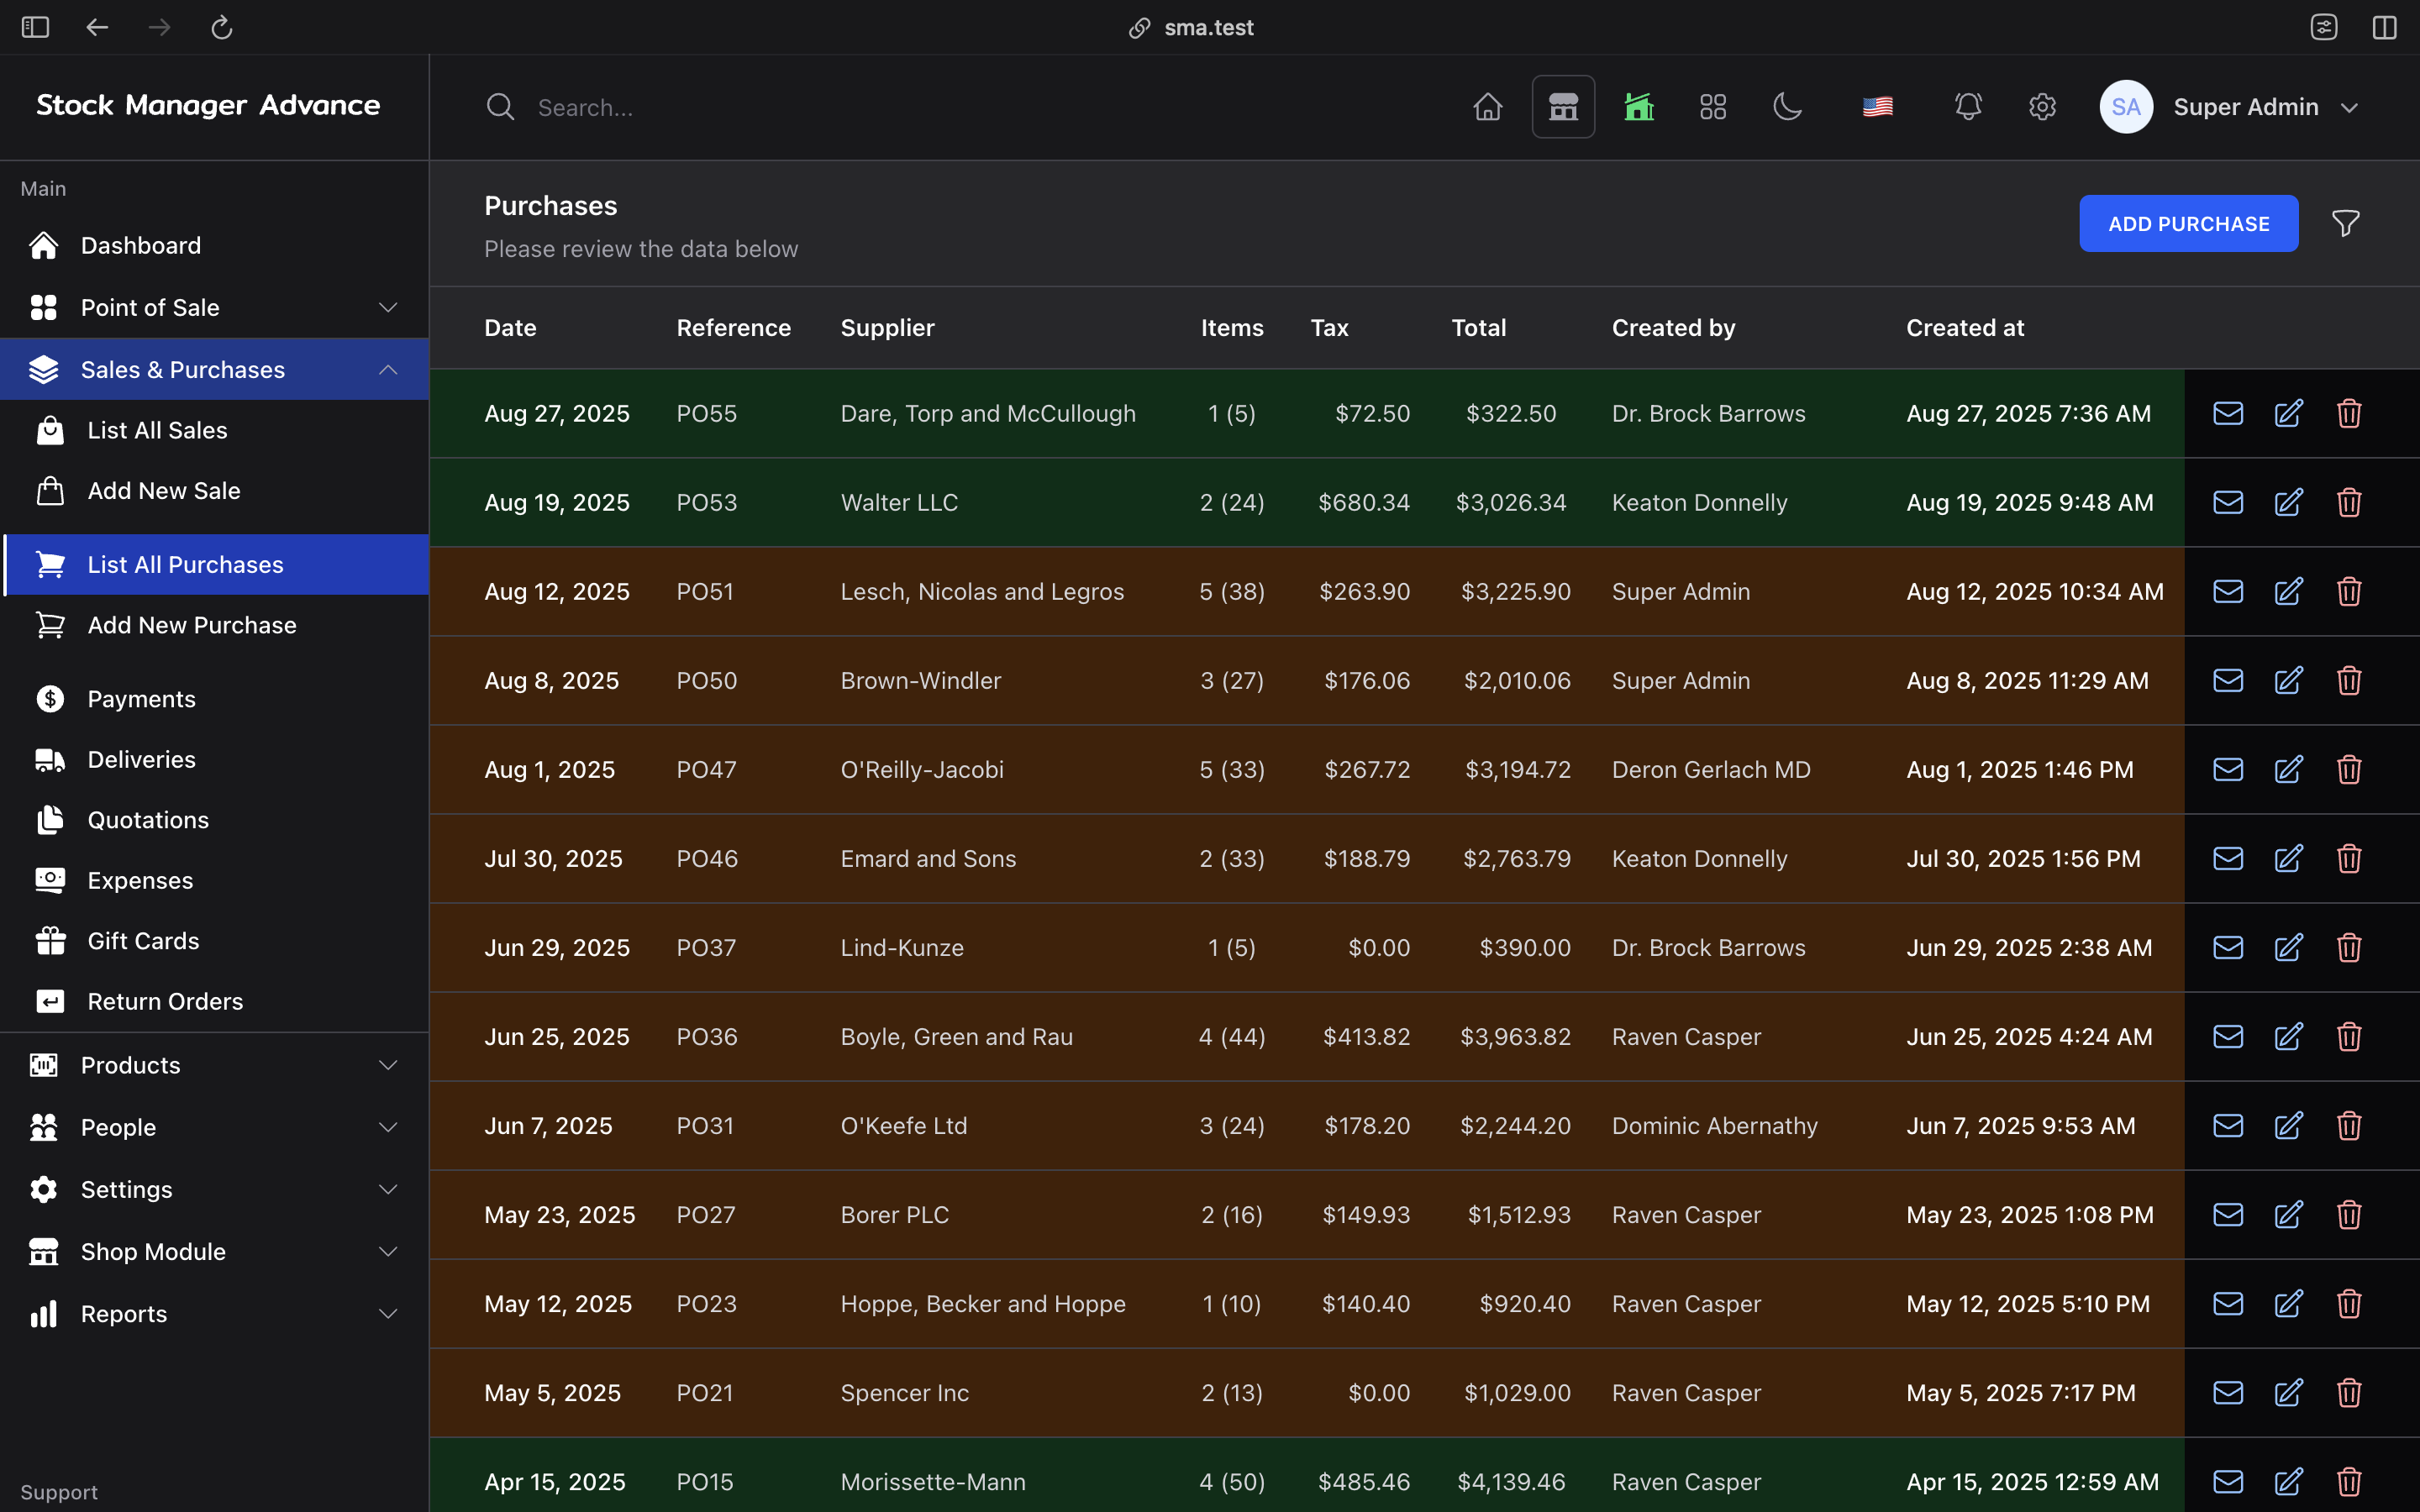 sma.test
Stock Manager Advance
Search...
SA
Super Admin
Main
Dashboard
Point of Sale
Sales & Purchases
List All Sales
Add New Sale
List All Purchases
Add New Purchase
Payments
Deliveries
Quotations
Expenses
Gift Cards
Return Orders
Products
People
Settings
Shop Module
Reports
Support
Purchases
Please review the data below
ADD PURCHASE
Date Reference Supplier Items Tax Total Created by Created at
Aug 27, 2025 PO55 Dare, Torp and McCullough 1 (5) $72.50 $322.50 Dr. Brock Barrows Aug 27, 2025 7:36 AM
Aug 19, 2025 PO53 Walter LLC 2 (24) $680.34 $3,026.34 Keaton Donnelly Aug 19, 2025 9:48 AM
Aug 12, 2025 PO51 Lesch, Nicolas and Legros 5 (38) $263.90 $3,225.90 Super Admin Aug 12, 2025 10:34 AM
Aug 8, 2025 PO50 Brown-Windler 3 (27) $176.06 $2,010.06 Super Admin Aug 8, 2025 11:29 AM
Aug 1, 2025 PO47 O'Reilly-Jacobi 5 (33) $267.72 $3,194.72 Deron Gerlach MD Aug 1, 2025 1:46 PM
Jul 30, 2025 PO46 Emard and Sons 2 (33) $188.79 $2,763.79 Keaton Donnelly Jul 30, 2025 1:56 PM
Jun 29, 2025 PO37 Lind-Kunze 1 (5) $0.00 $390.00 Dr. Brock Barrows Jun 29, 2025 2:38 AM
Jun 25, 2025 PO36 Boyle, Green and Rau 4 (44) $413.82 $3,963.82 Raven Casper Jun 25, 2025 4:24 AM
Jun 7, 2025 PO31 O'Keefe Ltd 3 (24) $178.20 $2,244.20 Dominic Abernathy Jun 7, 2025 9:53 AM
May 23, 2025 PO27 Borer PLC 2 (16) $149.93 $1,512.93 Raven Casper May 23, 2025 1:08 PM
May 12, 2025 PO23 Hoppe, Becker and Hoppe 1 (10) $140.40 $920.40 Raven Casper May 12, 2025 5:10 PM
May 5, 2025 PO21 Spencer Inc 2 (13) $0.00 $1,029.00 Raven Casper May 5, 2025 7:17 PM
Apr 15, 2025 PO15 Morissette-Mann 4 (50) $485.46 $4,139.46 Raven Casper Apr 15, 2025 12:59 AM